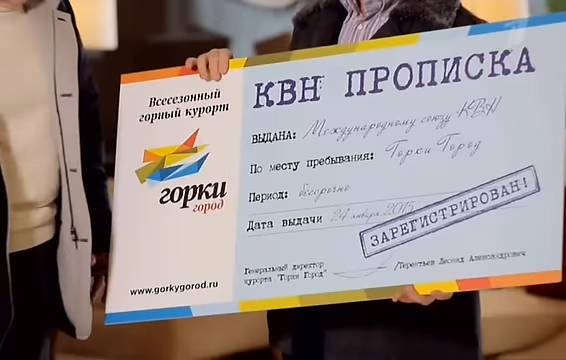 Всесезонный
горный курорт
горки
город
www.gorkygorod.ru
КВН ПРОПИСКА
ВЫДАНА: Международному союзу КВН
По месту пребывания: Горки Город
Период: бессрочно
Дата выдачи 24 января 2015
ЗАРЕГИСТРИРОВАН!
Генеральный директор
курорта "Горки Город" /Терентьев Леонид Александрович
1